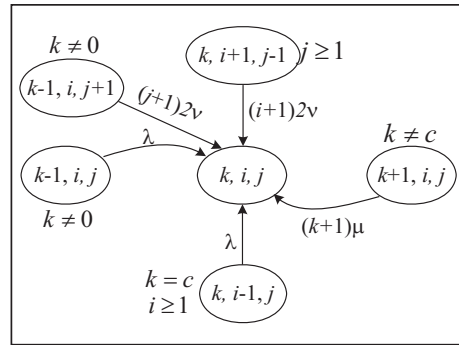 k ≠ 0
k-1, i, j+1
k, i+1, j-1
j ≥ 1
(j+1)2ν
(i+1)2ν
λ
k-1, i, j
k ≠ 0
k, i, j
k ≠ c
k+1, i, j
(k+1)μ
λ
k = c
i ≥ 1
k, i-1, j